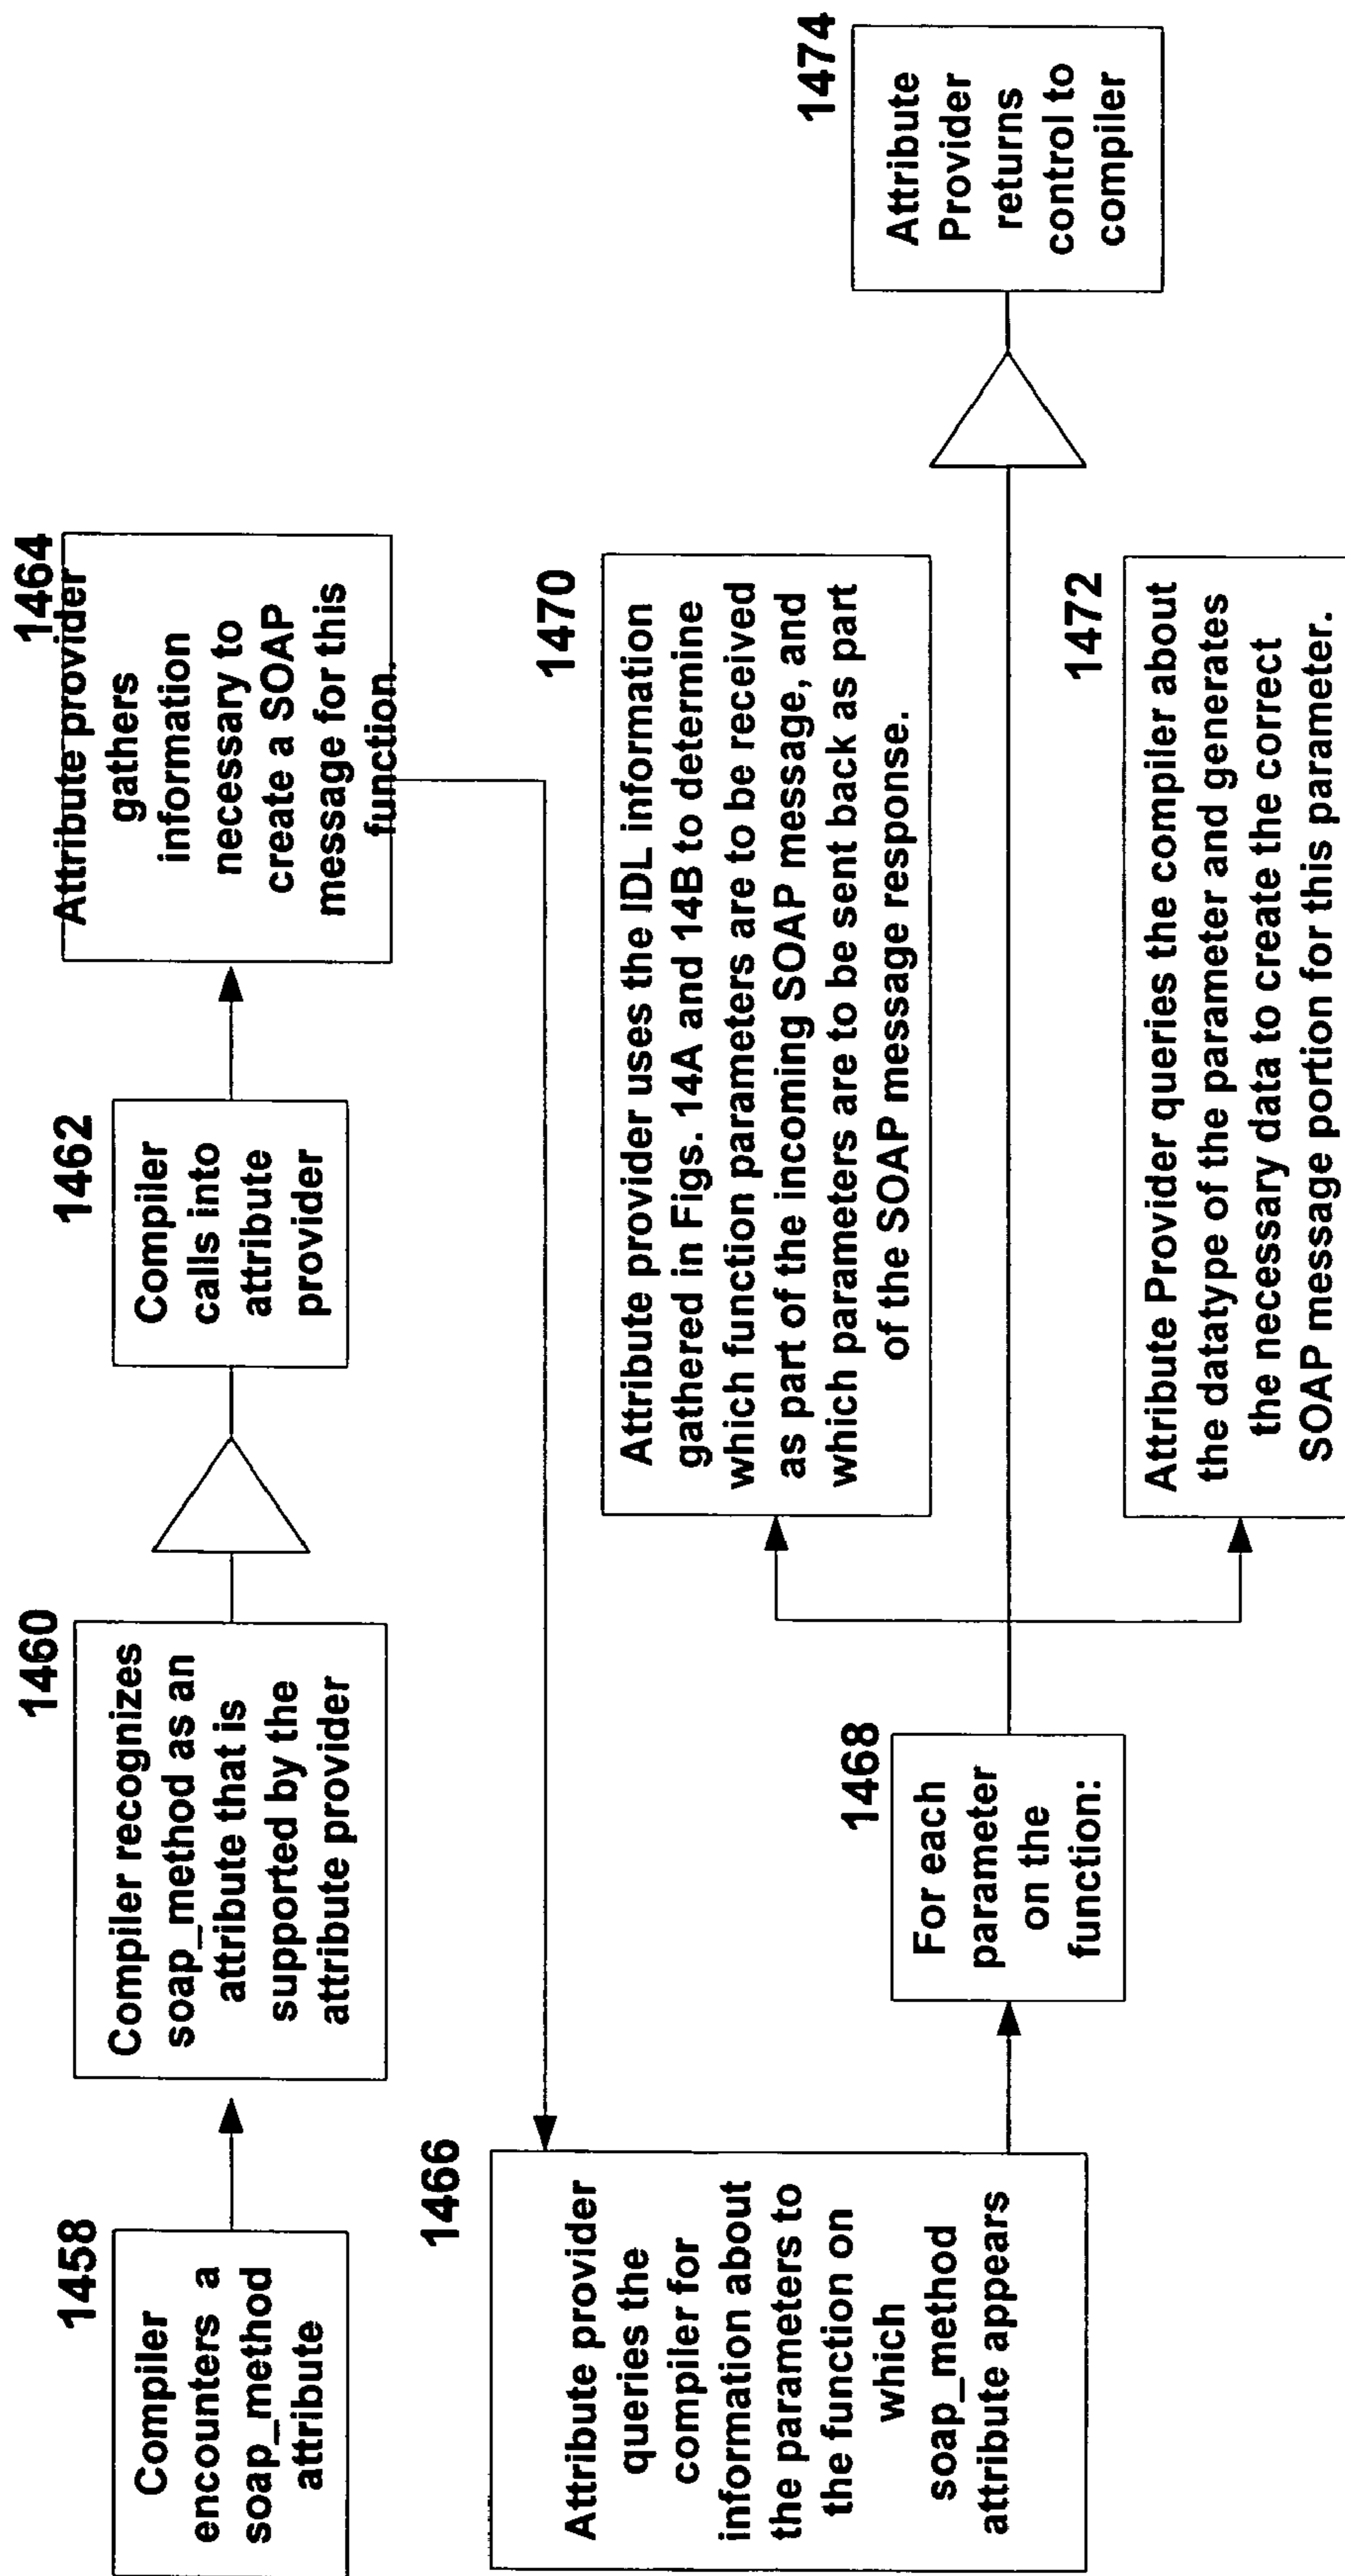 1458
Compiler
encounters a
soap_method
attribute
1460
Compiler recognizes
soap_method as an
attribute that is
supported by the
attribute provider
1462
Compiler
calls into
attribute
provider
1464
Attribute provider
gathers
information
necessary to
create a SOAP
message for this
function.
1466
Attribute provider
queries the
compiler for
information about
the parameters to
the function on
which
soap_method
attribute appears
1468
For each
parameter
on the
function:
1470
Attribute provider uses the IDL information
gathered in Figs. 14A and 14B to determine
which function parameters are to be received
as part of the incoming SOAP message, and
which parameters are to be sent back as part
of the SOAP message response.
1472
Attribute Provider queries the compiler about
the datatype of the parameter and generates
the necessary data to create the correct
SOAP message portion for this parameter.
1474
Attribute
Provider
returns
control to
compiler